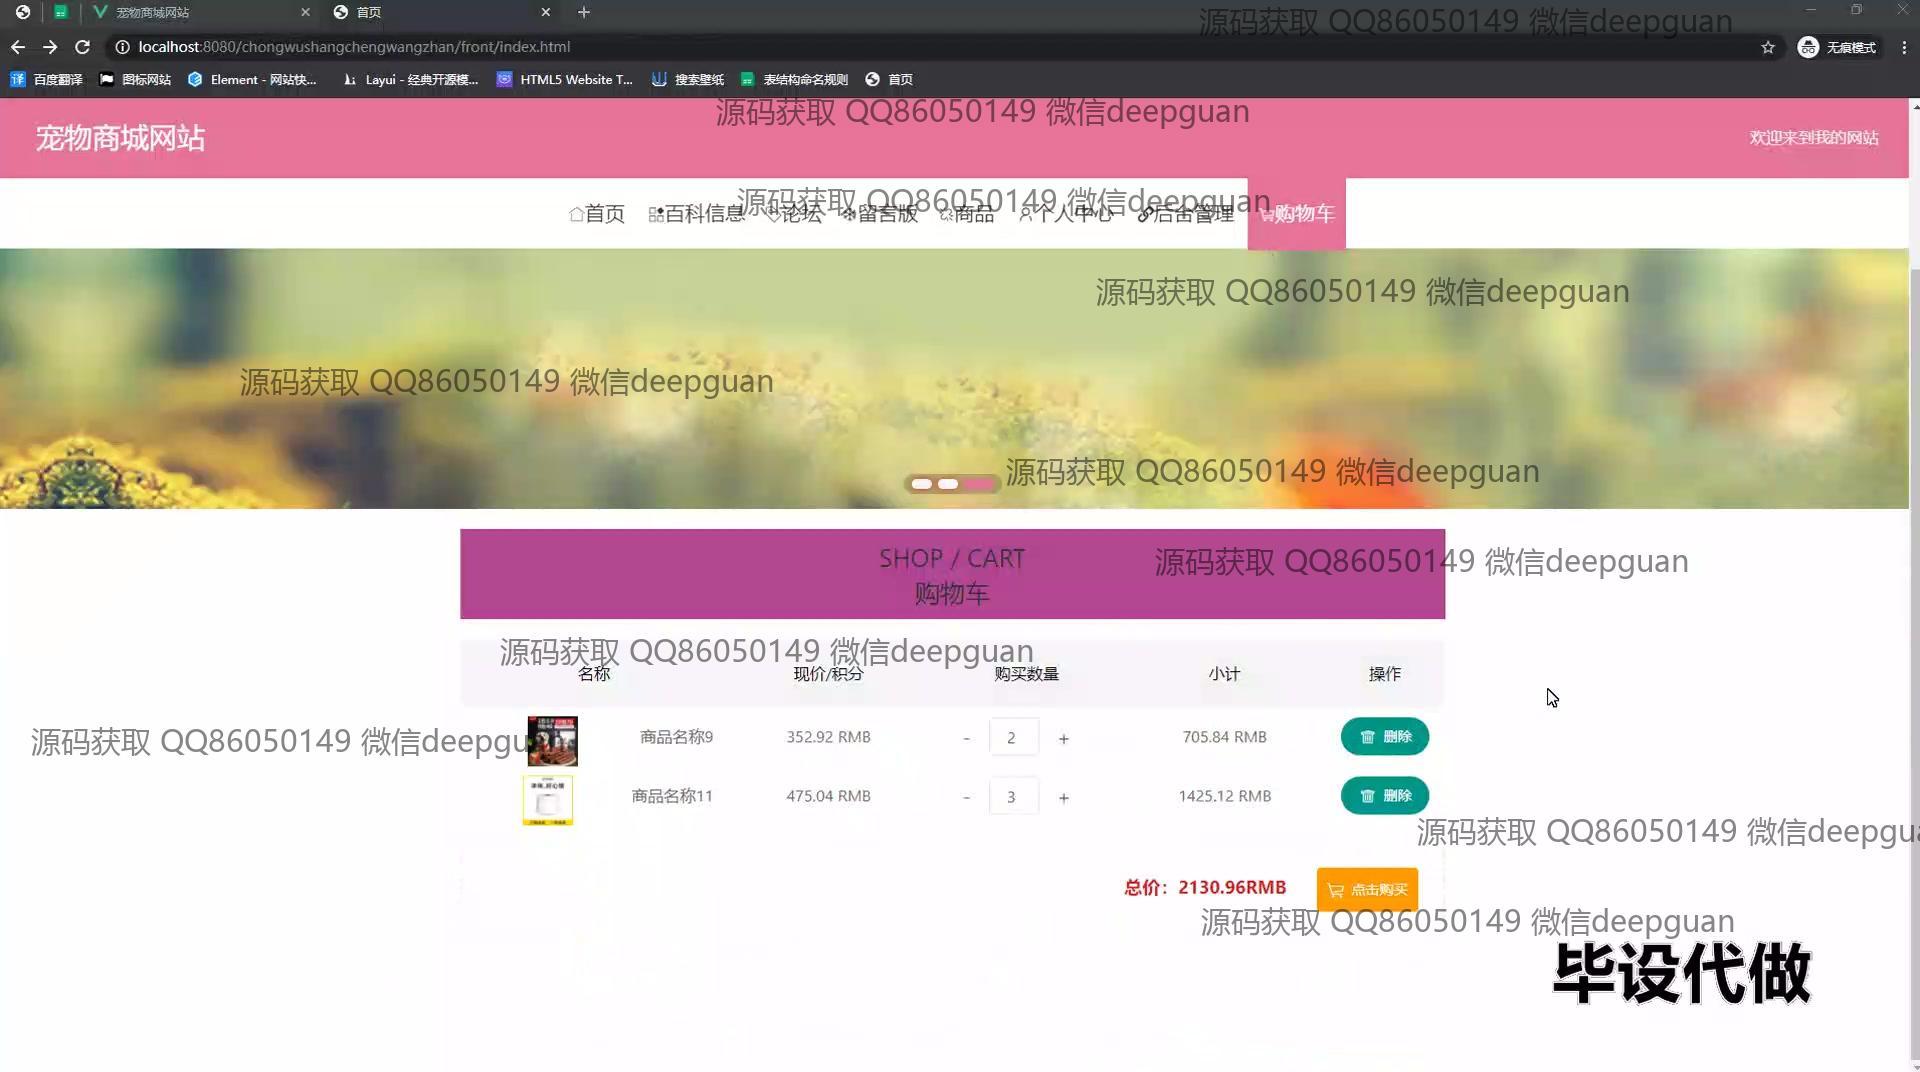 宠物商城网站
首页
源码获取 QQ86050149 微信deepguan
localhost:8080/chongwushangchengwangzhan/front/index.html
无痕模式
百度翻译
图标网站
Element - 网站快...
Layui - 经典开源模...
HTML5 Website T...
搜索壁纸
表结构命名规则
首页
源码获取 QQ86050149 微信deepguan
宠物商城网站
欢迎来到我的网站
源码获取 QQ86050149 微信deepguan
首页
百科信息
论坛
留言版
商品
个人中心
后台管理
购物车
源码获取 QQ86050149 微信deepguan
源码获取 QQ86050149 微信deepguan
源码获取 QQ86050149 微信deepguan
SHOP / CART
源码获取 QQ86050149 微信deepguan
购物车
源码获取 QQ86050149 微信deepguan
名称 现价/积分 购买数量 小计 操作
源码获取 QQ86050149 微信deepgu
商品名称9 352.92 RMB - 2 + 705.84 RMB 删除
商品名称11 475.04 RMB - 3 + 1425.12 RMB 删除
源码获取 QQ86050149 微信deepgua
总价：2130.96RMB 点击购买
源码获取 QQ86050149 微信deepguan
毕设代做